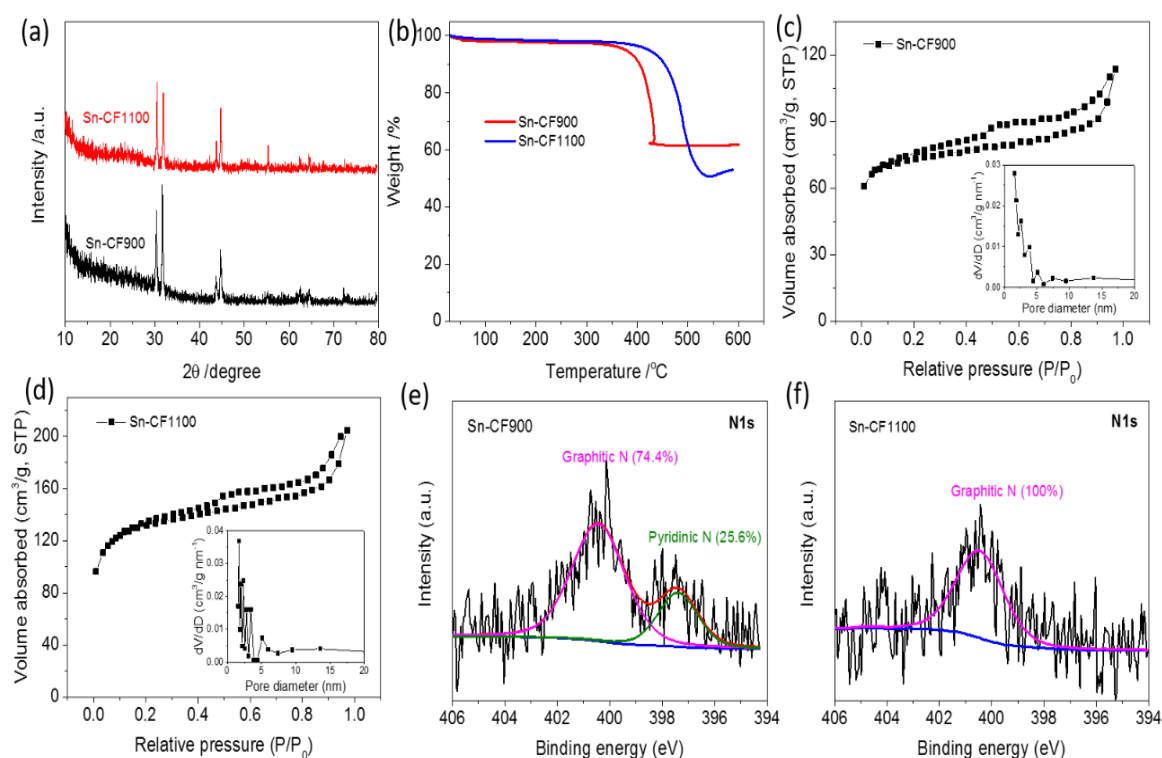 (a)
Sn-CF1100
Sn-CF900
Intensity /a.u.
10 20 30 40 50 60 70 80
2θ /degree
(b)
100
80
60
40
20
0
Sn-CF900
Sn-CF1100
Weight /%
100 200 300 400 500 600
Temperature /°C
(c)
Sn-CF900
120
90
60
30
0
Volume absorbed (cm³/g, STP)
0.0 0.2 0.4 0.6 0.8 1.0
Relative pressure (P/P₀)
0.03
0.02
0.01
0.00
dV/dD (cm³/g nm⁻¹)
0 5 10 15 20
Pore diameter (nm)
(d)
Sn-CF1100
200
160
120
80
40
0
Volume absorbed (cm³/g, STP)
0.0 0.2 0.4 0.6 0.8 1.0
Relative pressure (P/P₀)
0.04
0.03
0.02
0.01
0.00
dV/dD (cm³/g nm⁻¹)
0 5 10 15 20
Pore diameter (nm)
(e)
Sn-CF900
N1s
Graphitic N (74.4%)
Pyridinic N (25.6%)
Intensity (a.u.)
406 404 402 400 398 396 394
Binding energy (eV)
(f)
Sn-CF1100
N1s
Graphitic N (100%)
Intensity (a.u.)
406 404 402 400 398 396 394
Binding energy (eV)